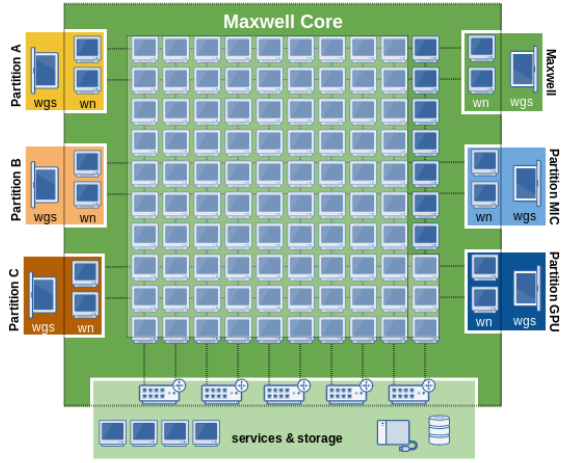 Maxwell Core
Partition A
wgs
wn
wn
wgs
Maxwell
Partition B
wgs
wn
wn
wgs
Partition MIC
Partition C
wgs
wn
wn
wgs
Partition GPU
services & storage